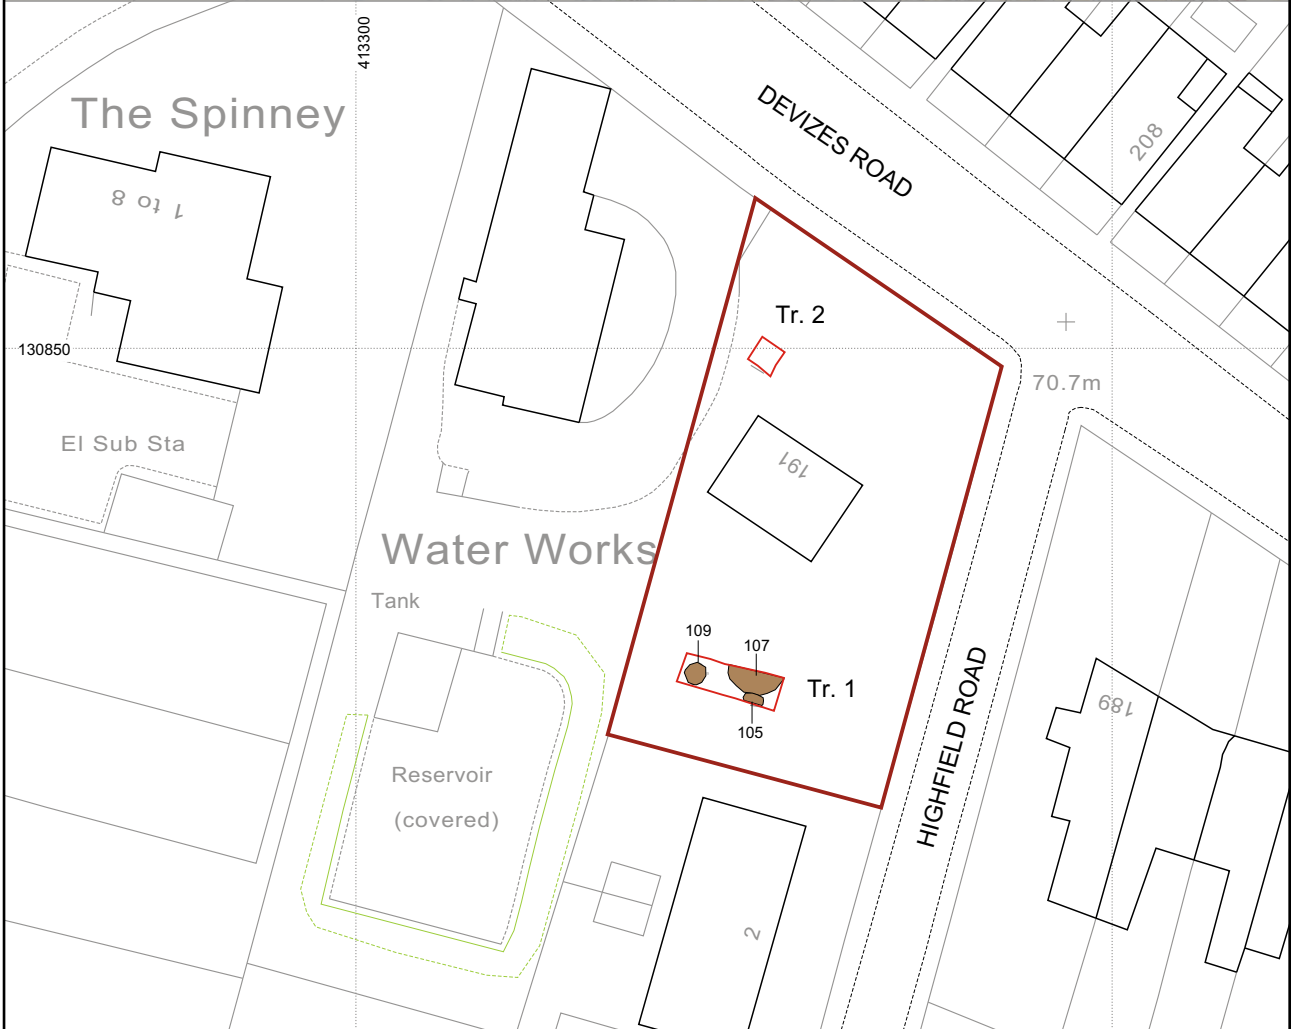 413300
The Spinney
DEVIZES ROAD
208
1 to 8
Tr. 2
130850
70.7m
El Sub Sta
191
Water Works
Tank
109
107
Tr. 1
105
189
HIGHFIELD ROAD
Reservoir
(covered)
2